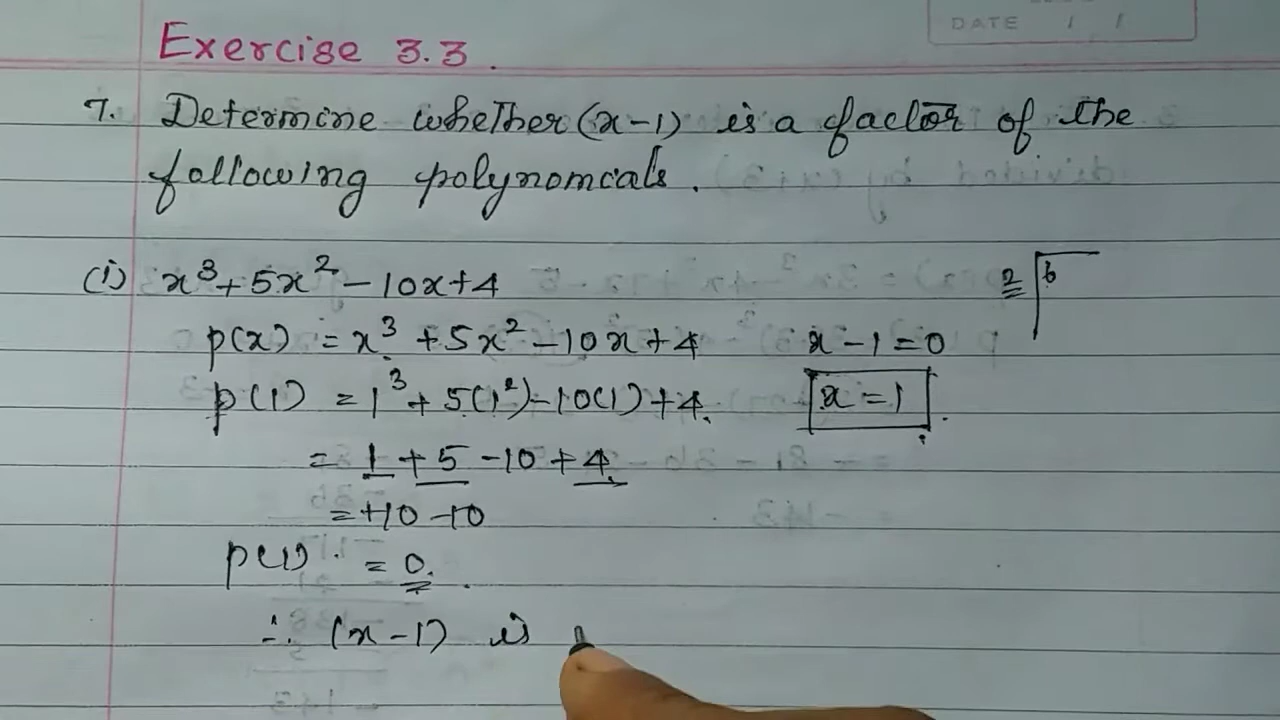 DATE / /
Exercise 3.3.
7. Determine whether (x-1) is a factor of the
following polynomials.
(i) x³+5x²-10x+4
2 6
p(x) = x³+5x²-10x+4 x-1=0
p(1) = 1³+5(1²)-10(1)+4. x=1
= 1+5-10+4
= +10-10
p(1) = 0.
∴ (x-1) is